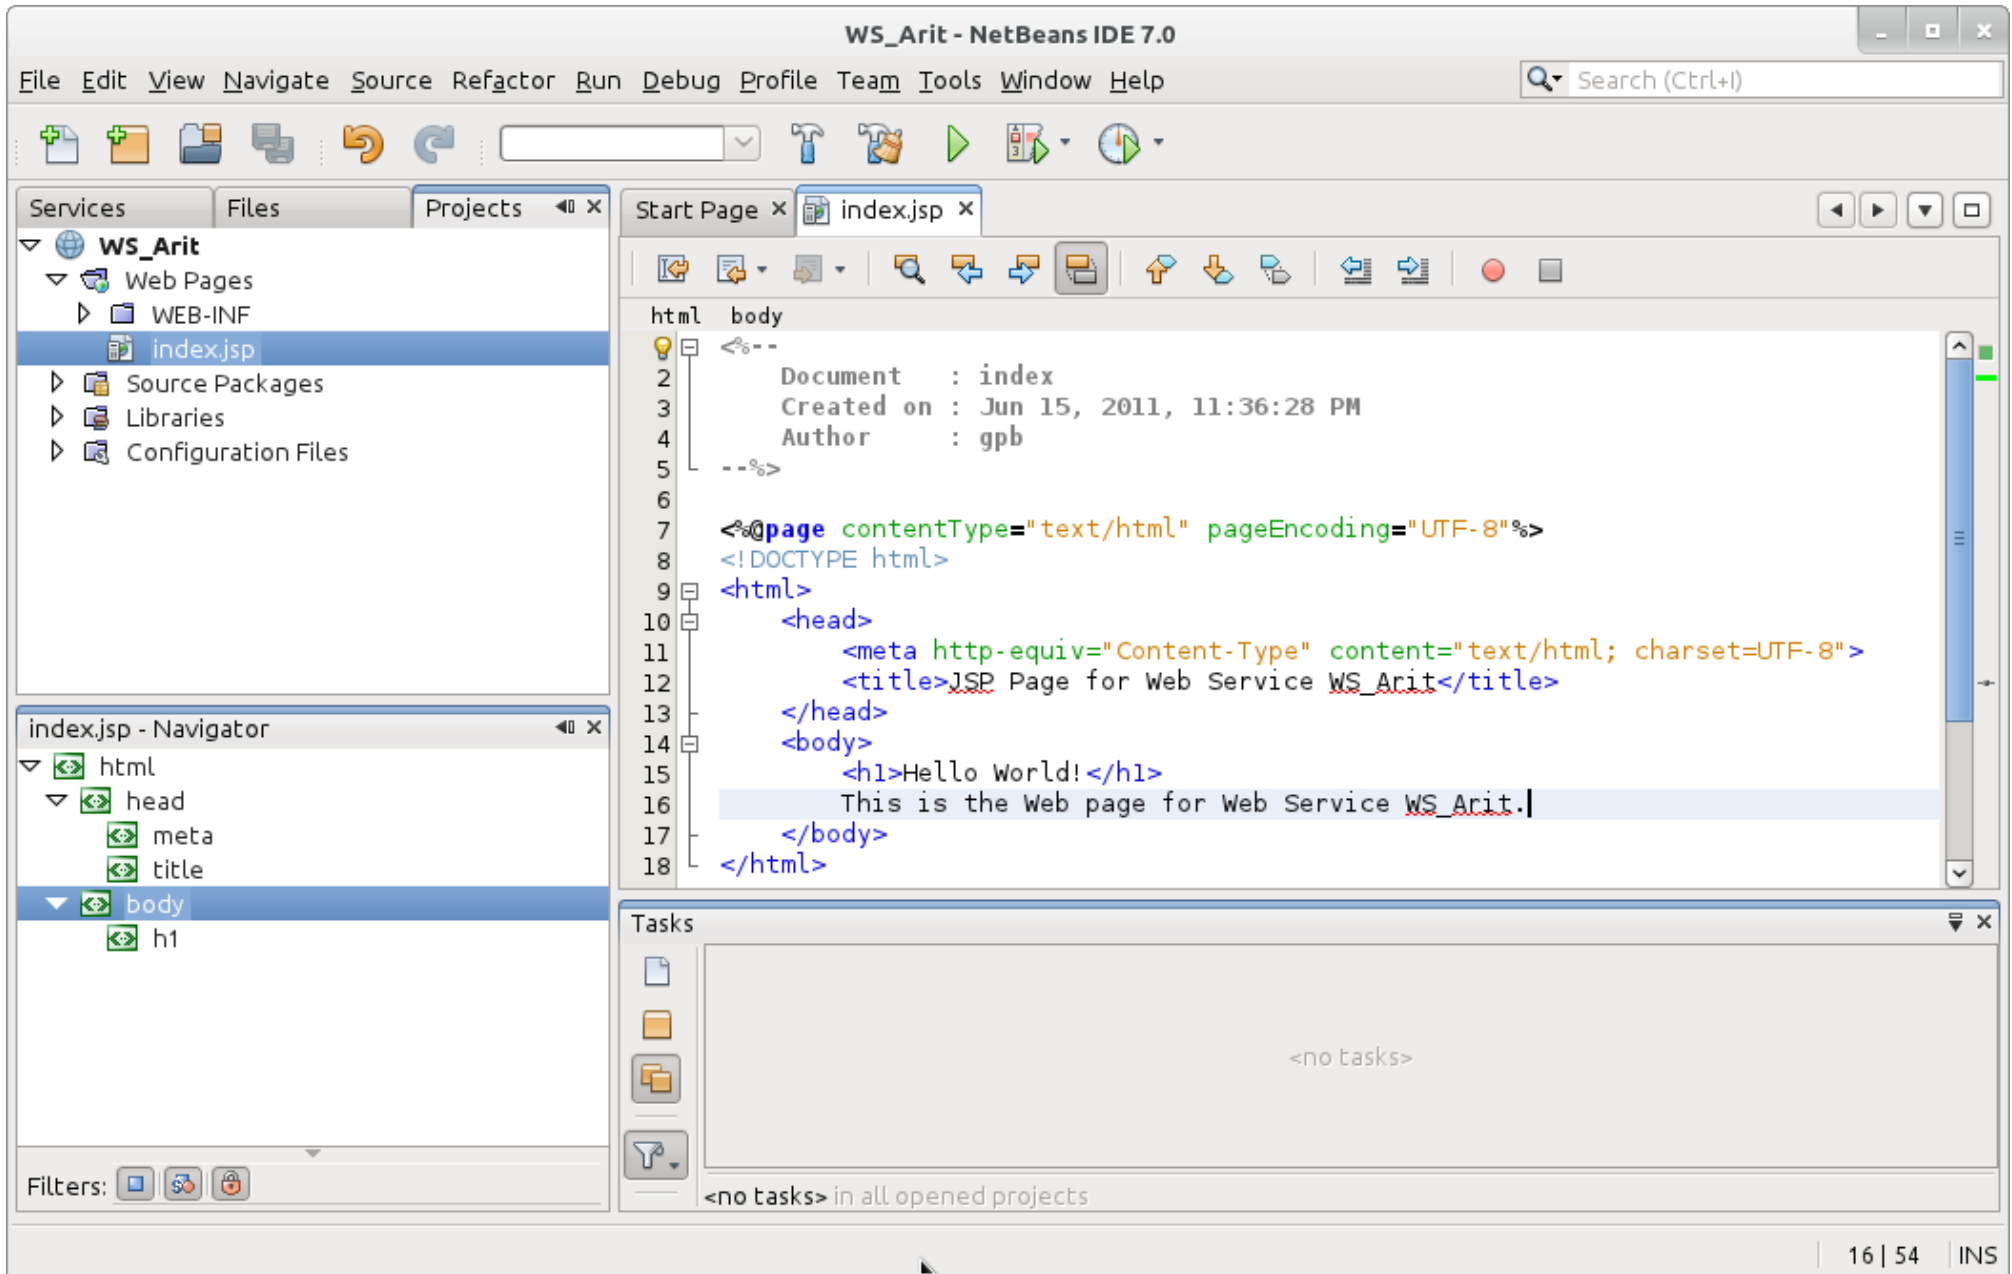 WS_Arit - NetBeans IDE 7.0
File Edit View Navigate Source Refactor Run Debug Profile Team Tools Window Help
Search (Ctrl+I)
Services Files Projects
WS_Arit
Web Pages
WEB-INF
index.jsp
Source Packages
Libraries
Configuration Files
index.jsp - Navigator
html
head
meta
title
body
h1
Filters:
Start Page index.jsp
html body
<%--
2 Document : index
3 Created on : Jun 15, 2011, 11:36:28 PM
4 Author : gpb
5 --%>
6
7 <%@page contentType="text/html" pageEncoding="UTF-8"%>
8 <!DOCTYPE html>
9 <html>
10 <head>
11 <meta http-equiv="Content-Type" content="text/html; charset=UTF-8">
12 <title>JSP Page for Web Service WS_Arit</title>
13 </head>
14 <body>
15 <h1>Hello World!</h1>
16 This is the Web page for Web Service WS_Arit.
17 </body>
18 </html>
Tasks
<no tasks>
<no tasks> in all opened projects
16 | 54 INS